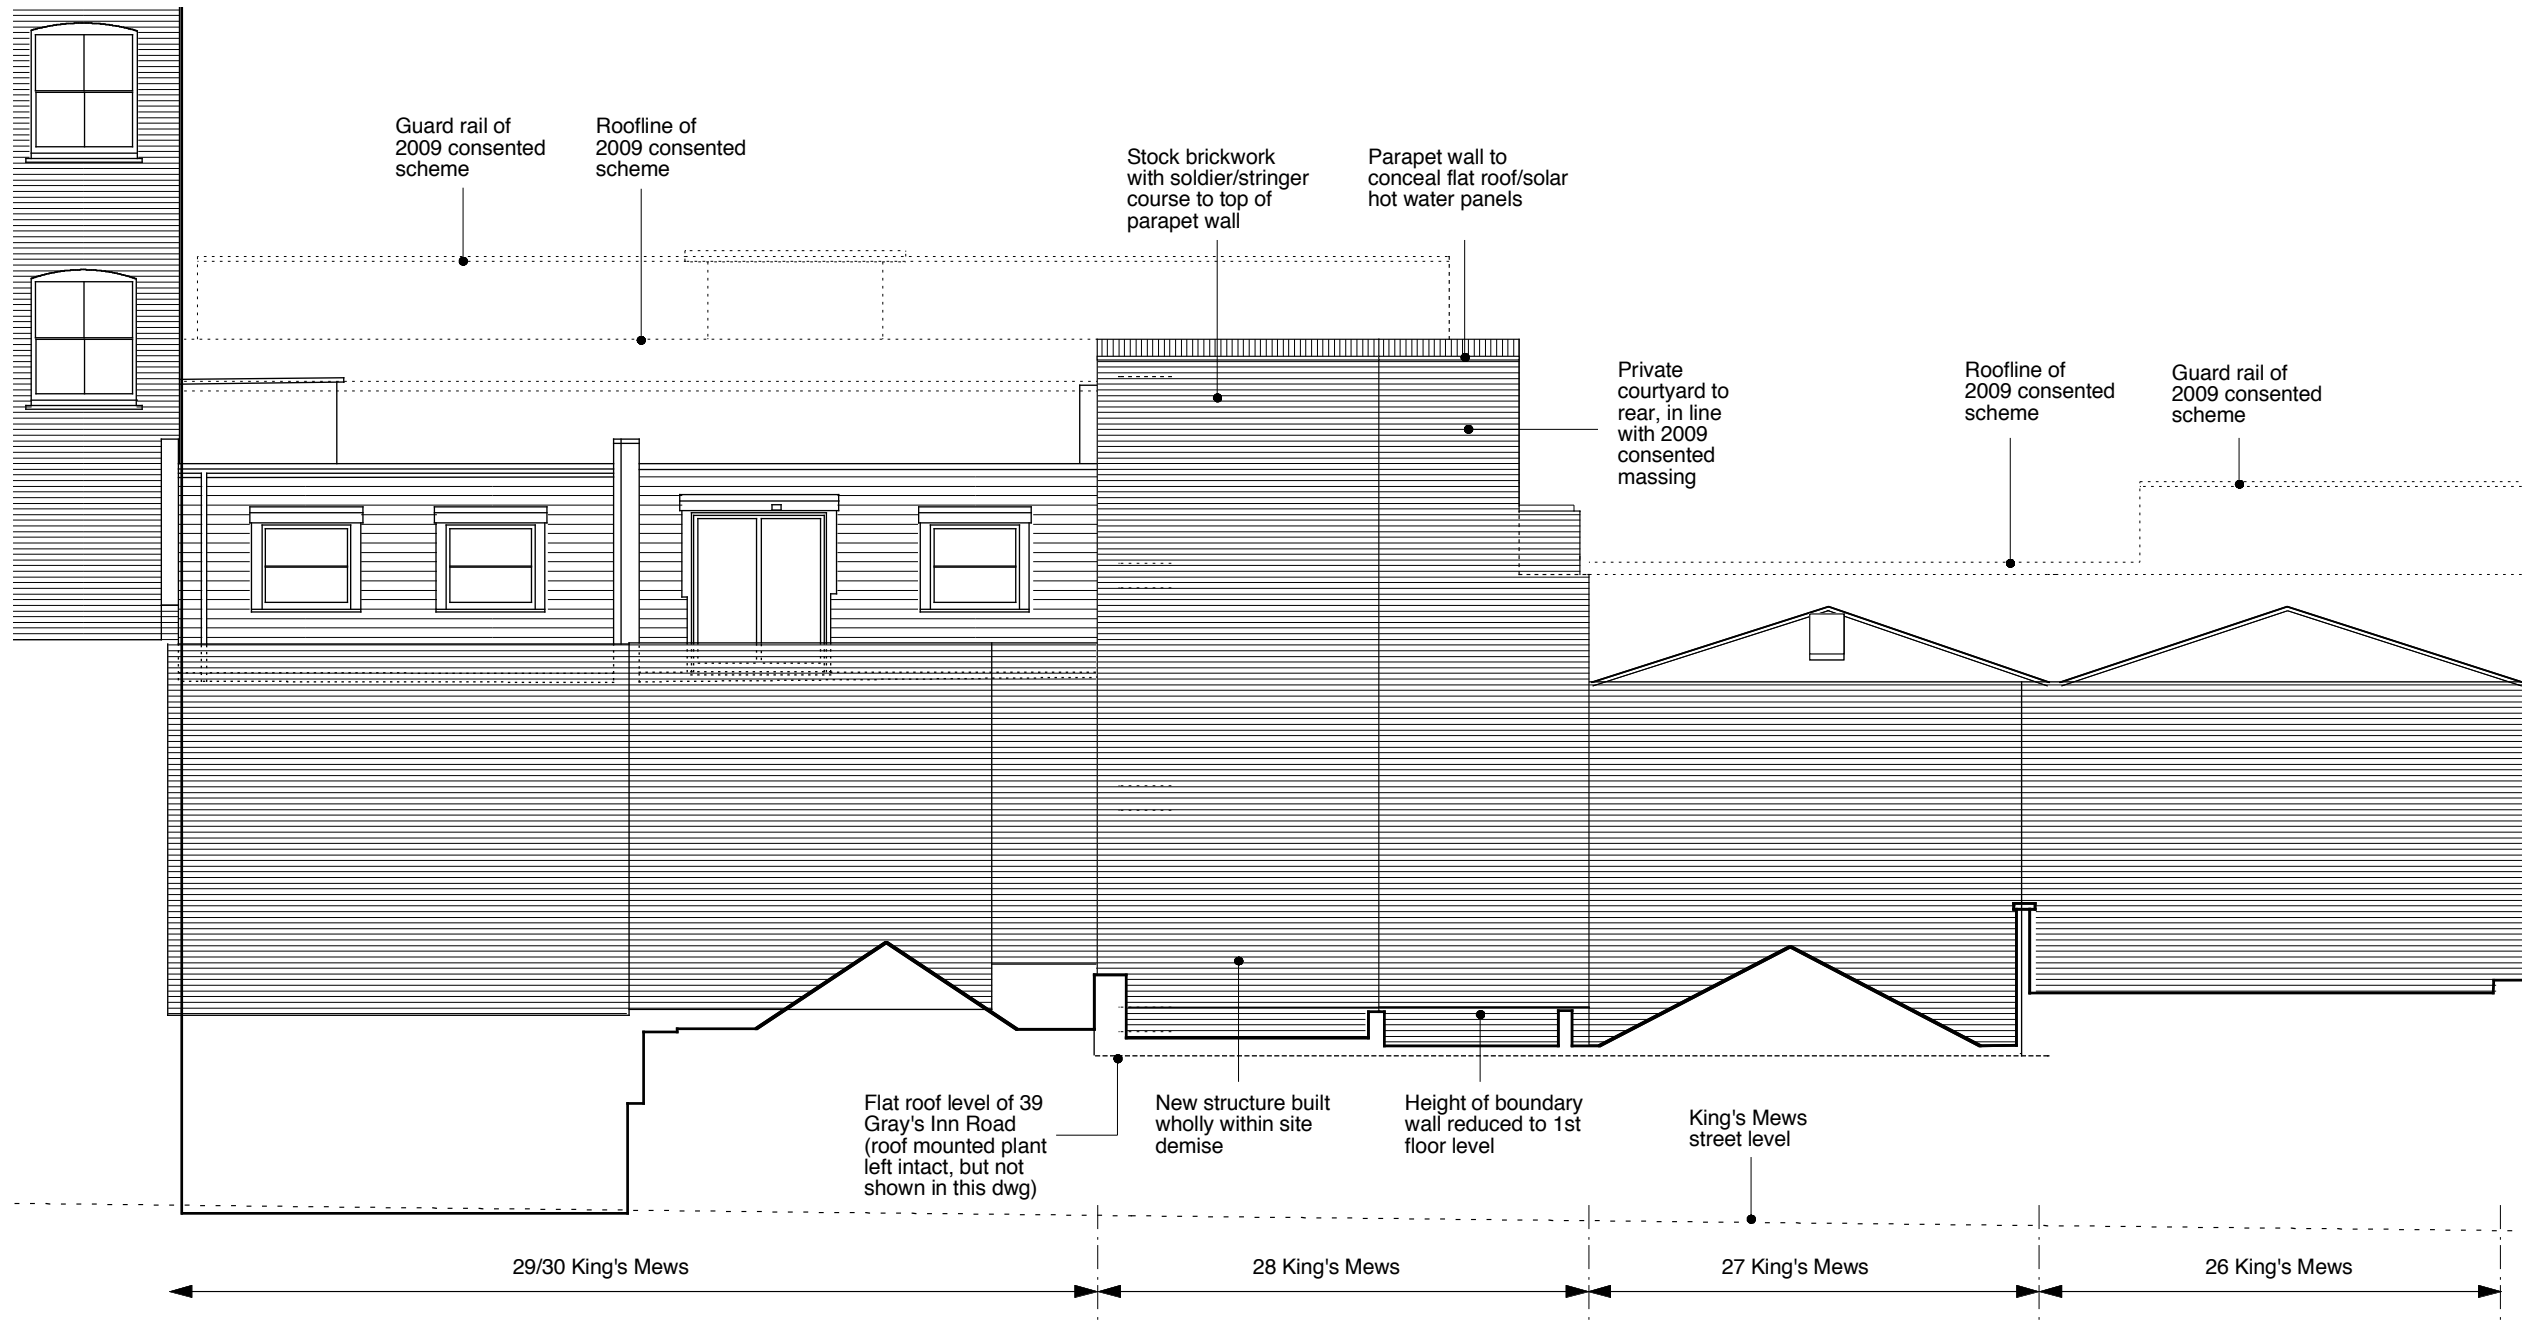 Guard rail of
2009 consented
scheme
Roofline of
2009 consented
scheme
Stock brickwork
with soldier/stringer
course to top of
parapet wall
Parapet wall to
conceal flat roof/solar
hot water panels
Private
courtyard to
rear, in line
with 2009
consented
massing
Roofline of
2009 consented
scheme
Guard rail of
2009 consented
scheme
Flat roof level of 39
Gray's Inn Road
(roof mounted plant
left intact, but not
shown in this dwg)
New structure built
wholly within site
demise
Height of boundary
wall reduced to 1st
floor level
King's Mews
street level
29/30 King's Mews
28 King's Mews
27 King's Mews
26 King's Mews